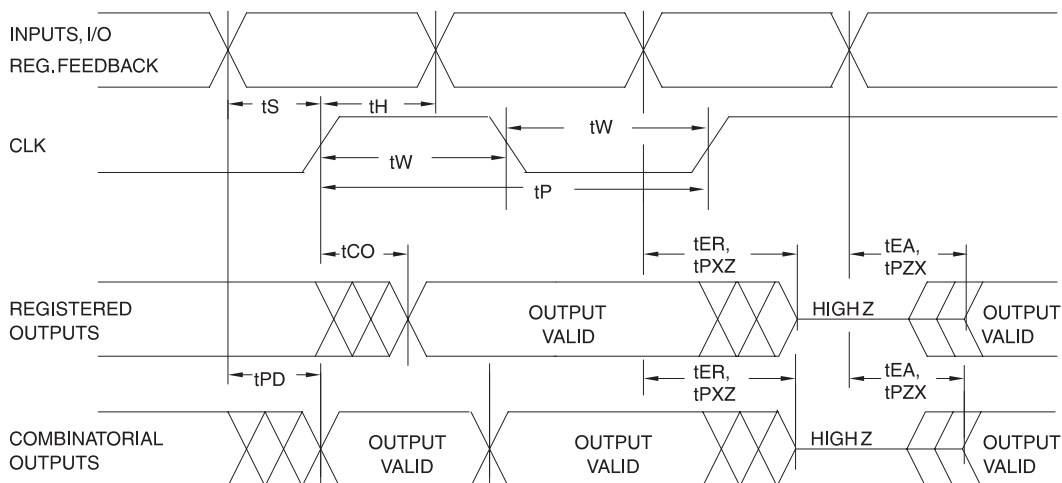 INPUTS, I/O
REG. FEEDBACK
tS
tH
CLK
tW
tW
tP
tCO
tER,
tPXZ
tEA,
tPZX
REGISTERED
OUTPUTS
OUTPUT
VALID
HIGH Z
OUTPUT
VALID
tPD
tER,
tPXZ
tEA,
tPZX
COMBINATORIAL
OUTPUTS
OUTPUT
VALID
OUTPUT
VALID
HIGH Z
OUTPUT
VALID